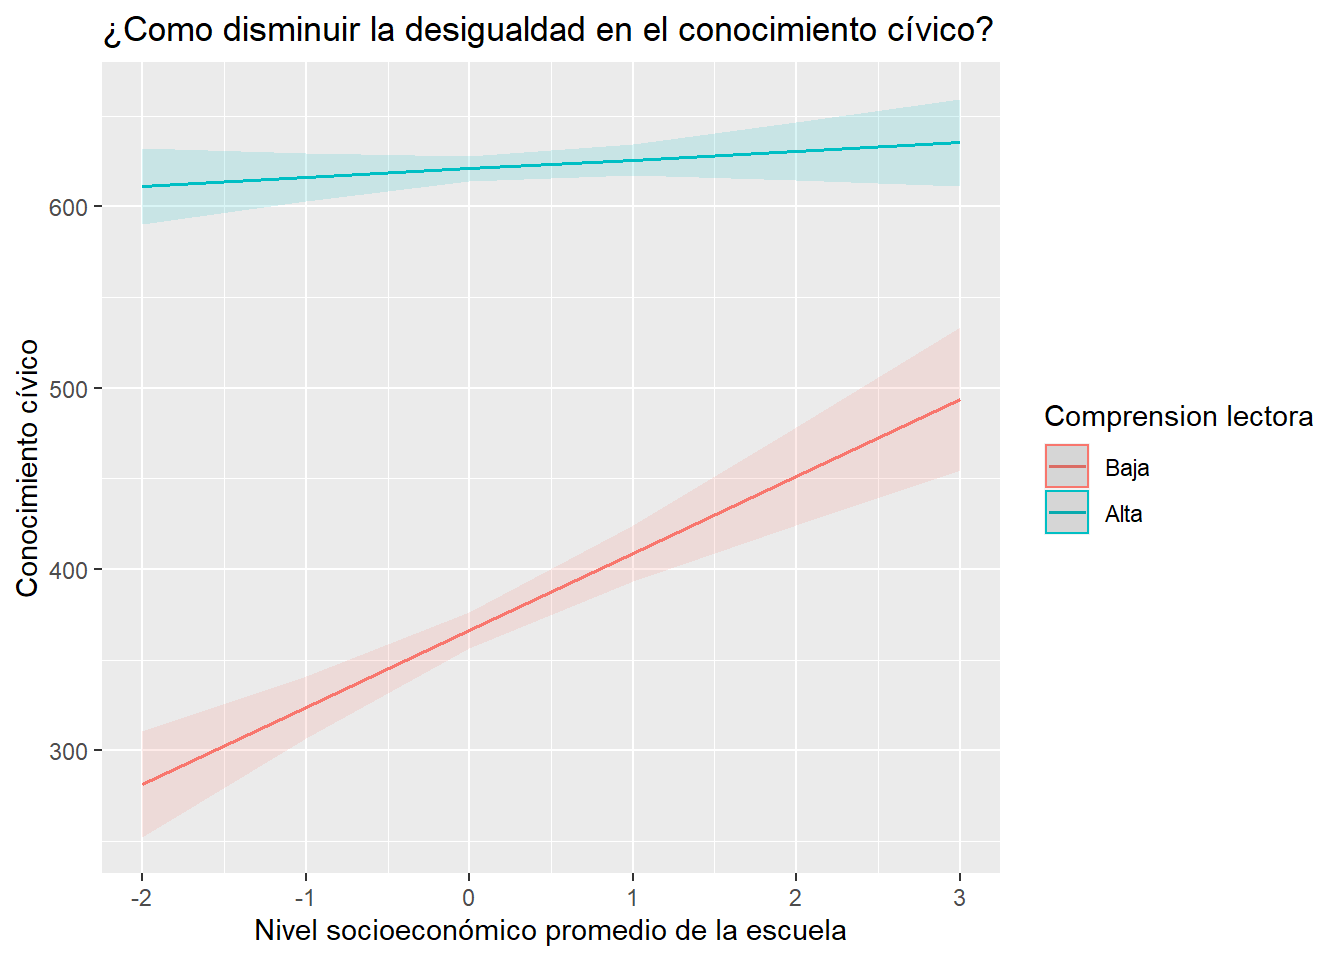 ¿Como disminuir la desigualdad en el conocimiento cívico?
Conocimiento cívico
600
500
400
300
-2
-1
0
1
2
3
Nivel socioeconómico promedio de la escuela
Comprension lectora
Baja
Alta